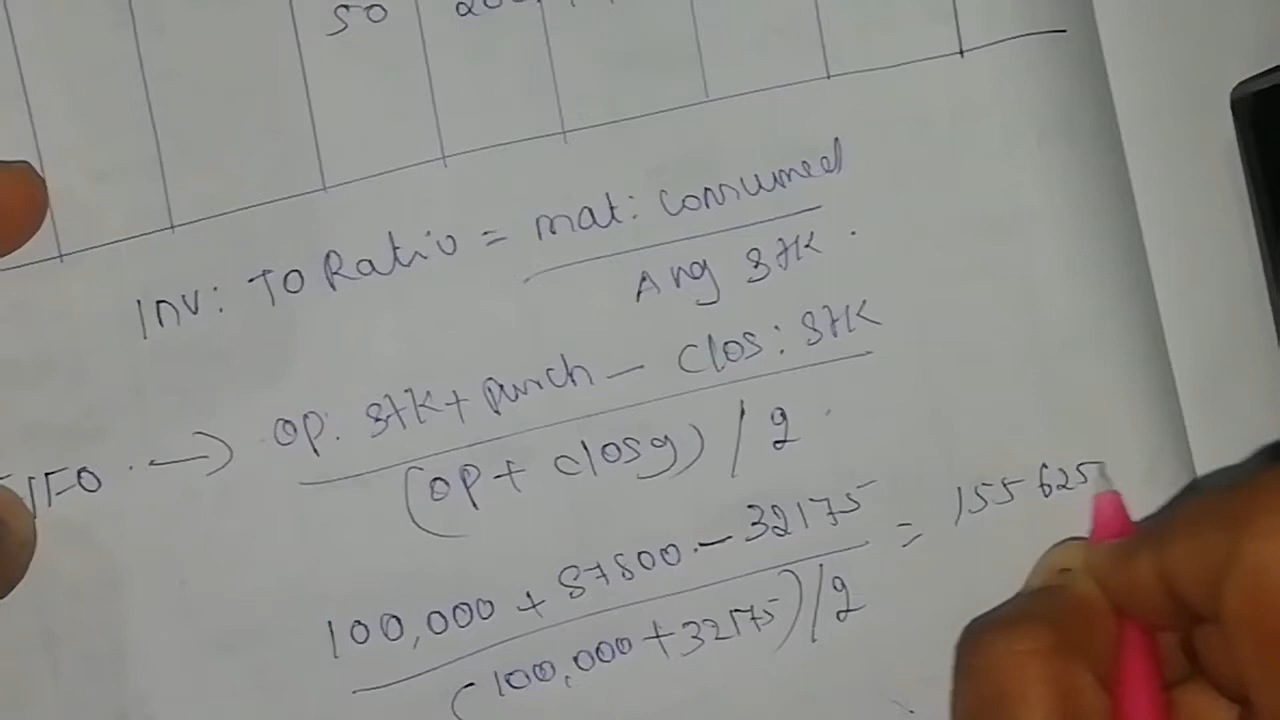 50
Inv: TO Ratio = mat: consumed
Avg stk.
FIFO → op. stk + purch - clos: stk
(op + closg) / 2
100,000 + 87800 - 32175 = 155625
(100,000 + 32175) / 2